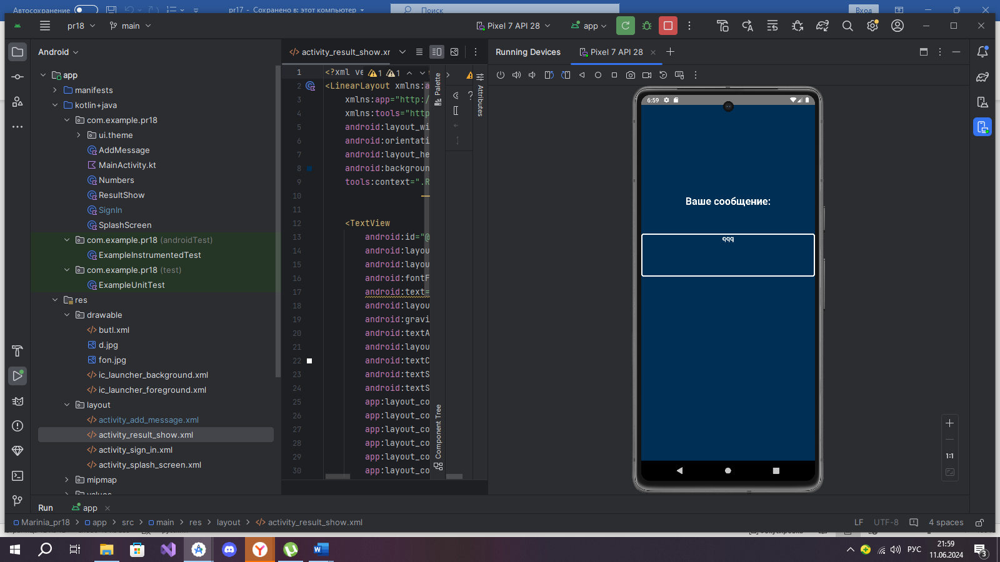 Автосохранение
pr17 - Сохранено в: этот компьютер
Поиск
Вход
pr18
main
Pixel 7 API 28
app
Android
activity_result_show.xr
Running Devices
Pixel 7 API 28
app
manifests
kotlin+java
com.example.pr18
ui.theme
AddMessage
MainActivity.kt
Numbers
ResultShow
SignIn
SplashScreen
com.example.pr18 (androidTest)
ExampleInstrumentedTest
com.example.pr18 (test)
ExampleUnitTest
res
drawable
butl.xml
d.jpg
fon.jpg
ic_launcher_background.xml
ic_launcher_foreground.xml
layout
activity_add_message.xml
activity_result_show.xml
activity_sign_in.xml
activity_splash_screen.xml
mipmap
values
1 <?xml ve 1 1
2 <LinearLayout xmlns:a
3 xmlns:app="http:/
4 xmlns:tools="http
5 android:layout_wi
6 android:orientati
7 android:layout_he
8 android:backgroun
9 tools:context=".R
10
11
12 <TextView
13 android:id="@
14 android:layou
15 android:layou
16 android:fontF
17 android:text=
18 android:layou
19 android:gravi
20 android:textA
21 android:layou
22 android:textC
23 android:textS
24 android:textS
25 app:layout_co
26 app:layout_co
27 app:layout_co
28 app:layout_co
29 app:layout_co
30 app:layout_co
Palette
Component Tree
Attributes
6:59
Ваше сообщение:
qqq
1:1
Run
app
Marinia_pr18 > app > src > main > res > layout > activity_result_show.xml
LF
UTF-8
4 spaces
РУС
21:59
11.06.2024
3